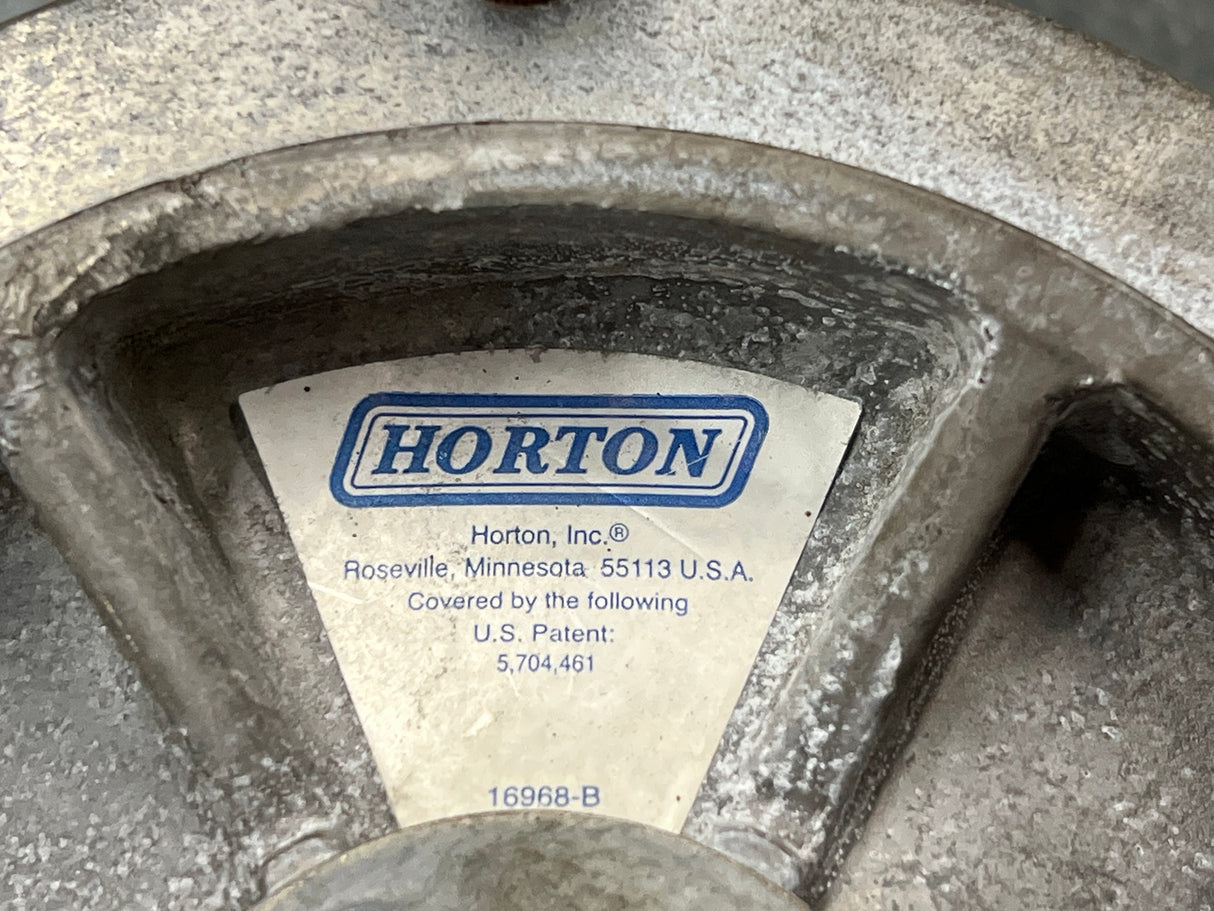 HORTON
Horton, Inc.®
Roseville, Minnesota 55113 U.S.A.
Covered by the following
U.S. Patent:
5,704,461
16968-B